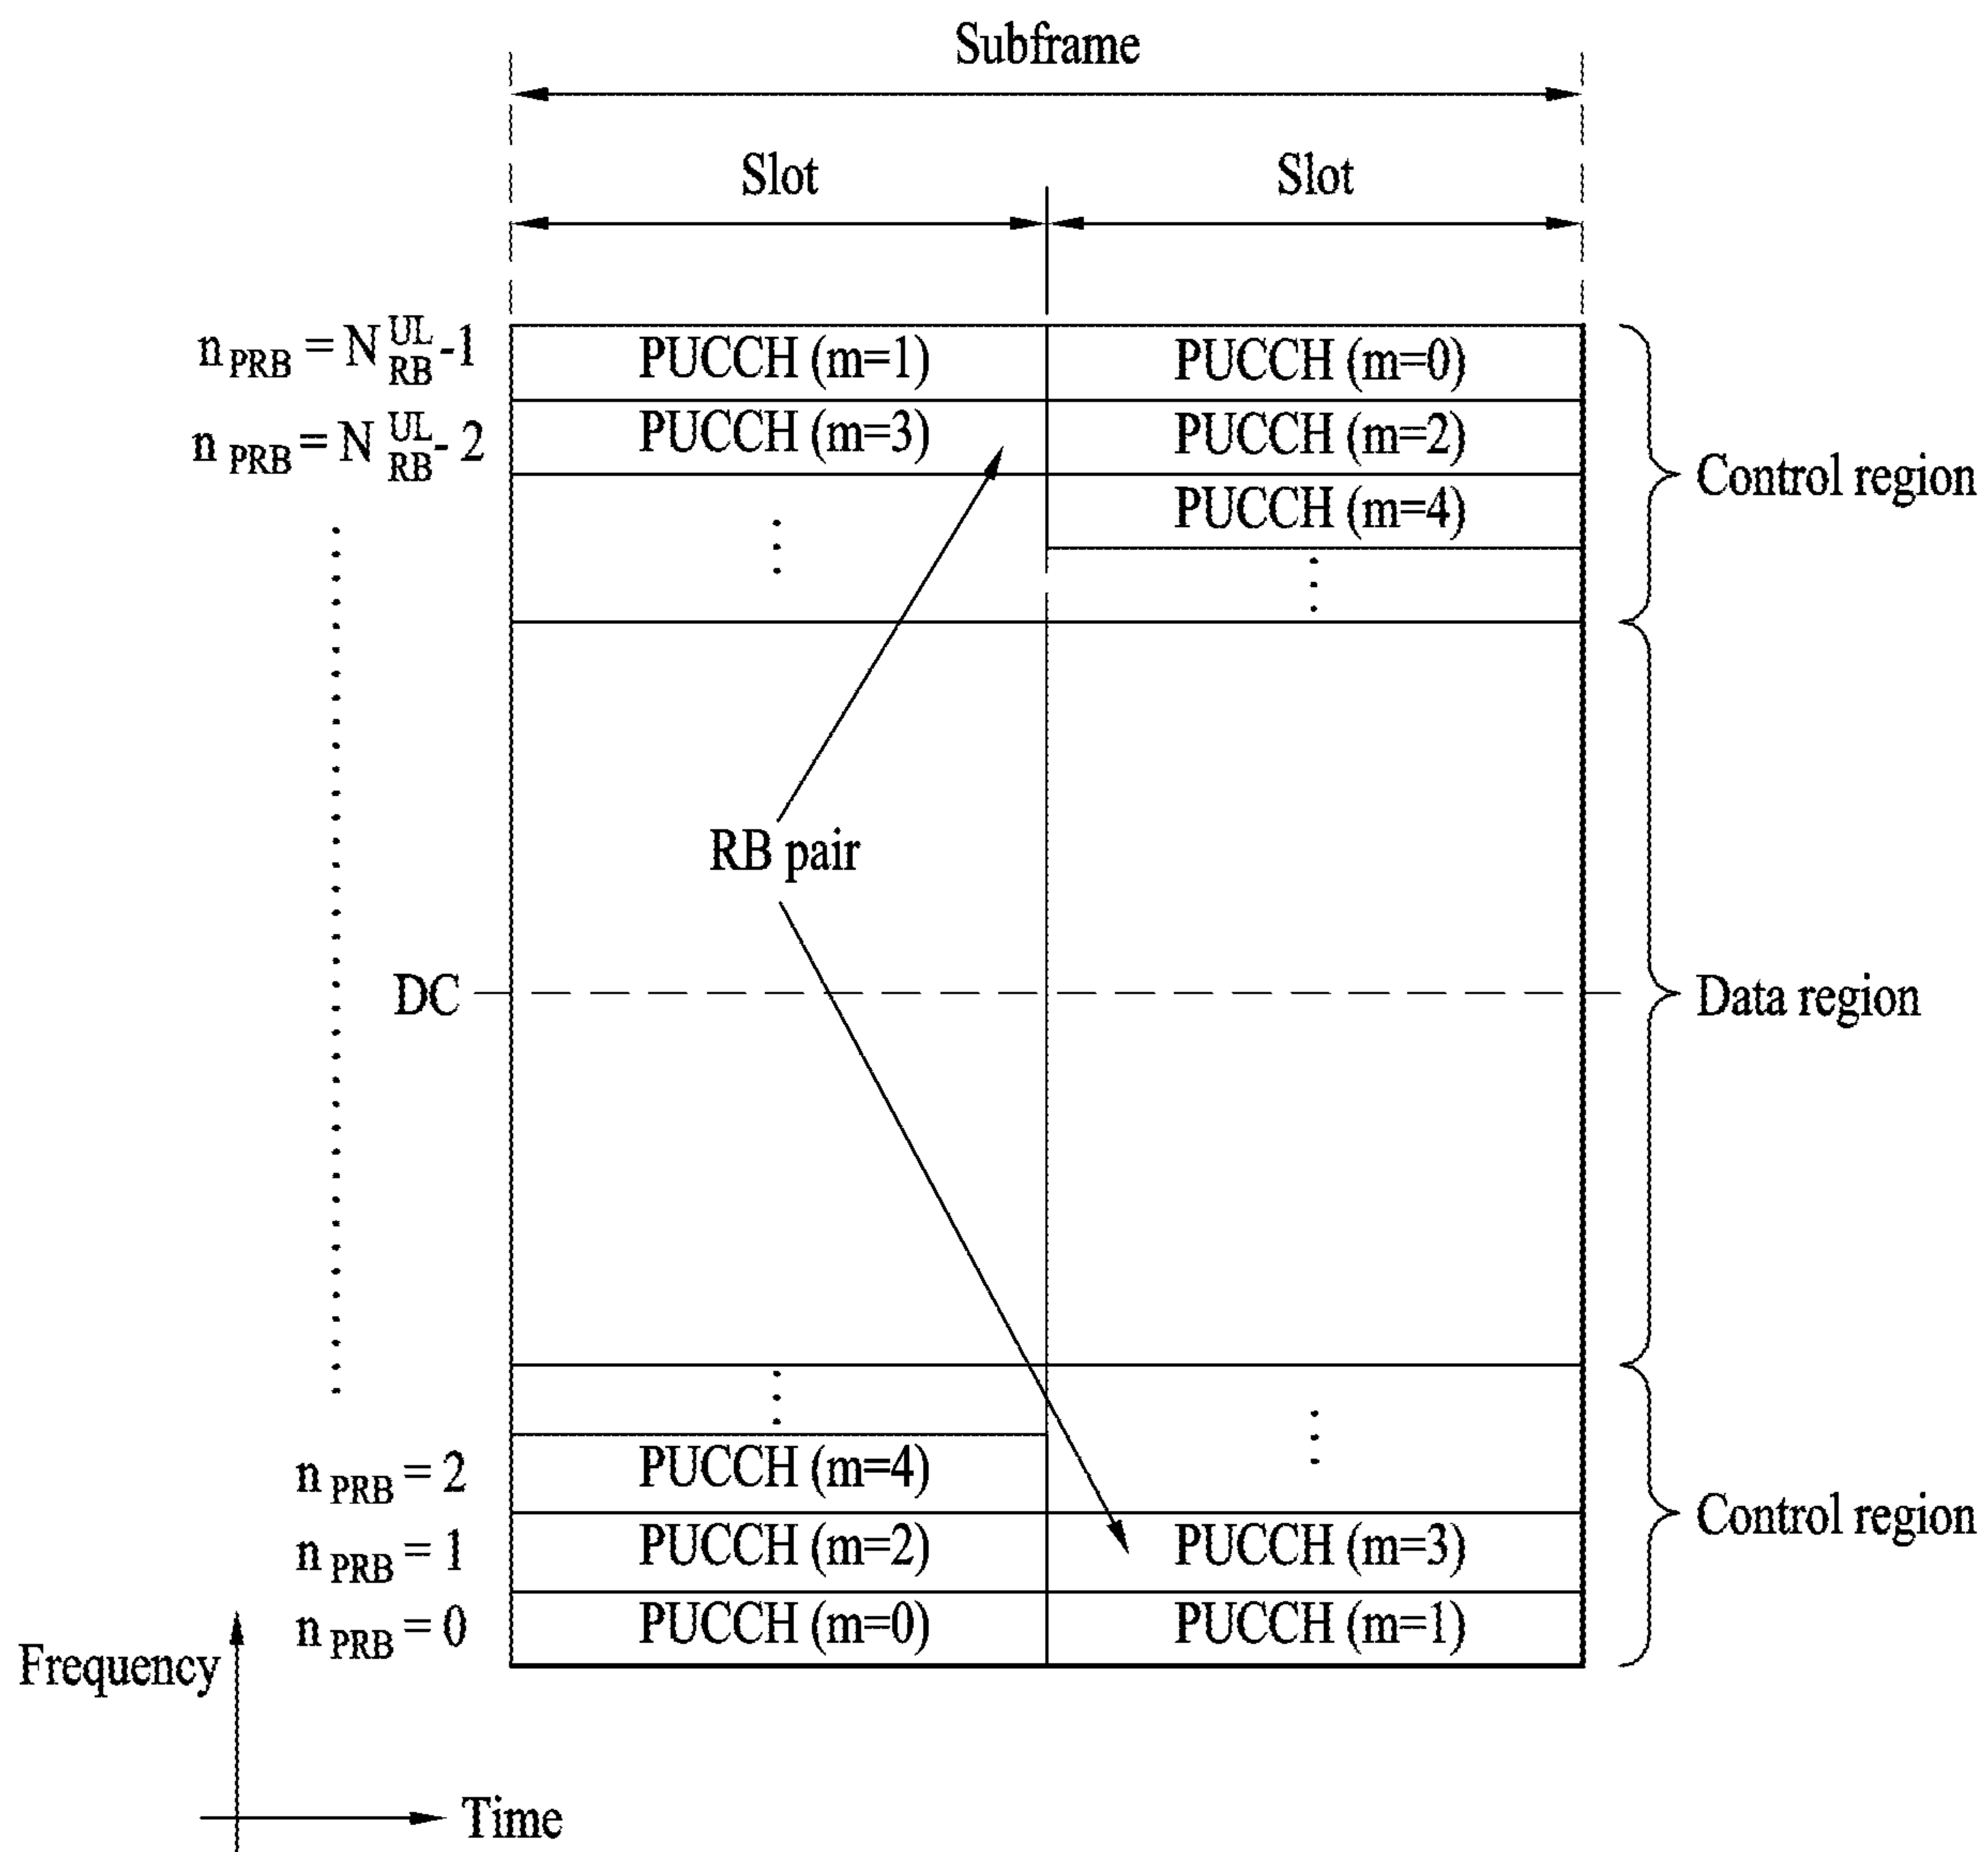 Subframe
Slot Slot
n PRB = N UL RB -1 PUCCH (m=1) PUCCH (m=0)
n PRB = N UL RB - 2 PUCCH (m=3) PUCCH (m=2)
Control region
PUCCH (m=4)
RB pair
DC
Data region
n PRB = 2 PUCCH (m=4)
Control region
n PRB = 1 PUCCH (m=2) PUCCH (m=3)
n PRB = 0 PUCCH (m=0) PUCCH (m=1)
Frequency
Time